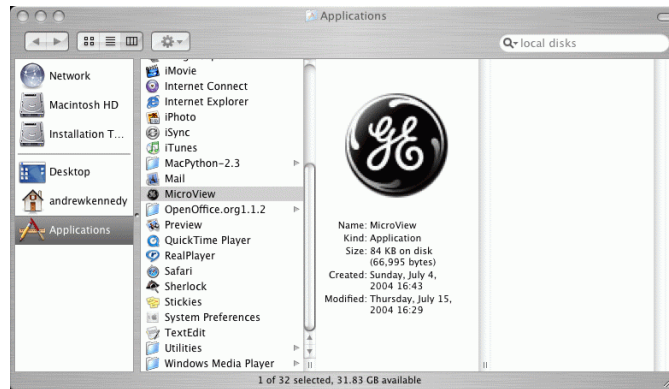 Applications
local disks
Network
Macintosh HD
Installation T...
Desktop
andrewkennedy
Applications
iMovie
Internet Connect
Internet Explorer
iPhoto
iSync
iTunes
MacPython-2.3
Mail
MicroView
OpenOffice.org1.1.2
Preview
QuickTime Player
RealPlayer
Safari
Sherlock
Stickies
System Preferences
TextEdit
Utilities
Windows Media Player
GE
Name: MicroView
Kind: Application
Size: 84 KB on disk
(66,995 bytes)
Created: Sunday, July 4,
2004 16:43
Modified: Thursday, July 15,
2004 16:29
1 of 32 selected, 31.83 GB available